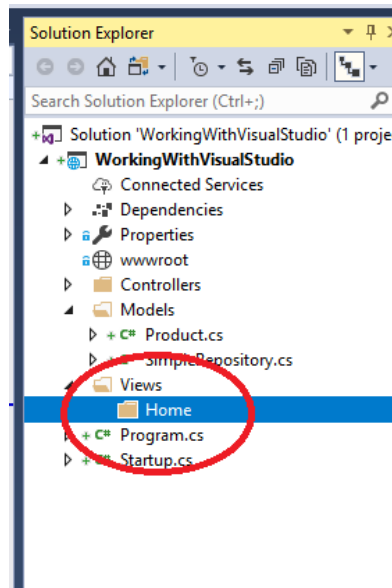 Solution Explorer
Search Solution Explorer (Ctrl+;)
Solution 'WorkingWithVisualStudio' (1 proje
WorkingWithVisualStudio
Connected Services
Dependencies
Properties
wwwroot
Controllers
Models
C# Product.cs
C# SimpleRepository.cs
Views
Home
C# Program.cs
C# Startup.cs